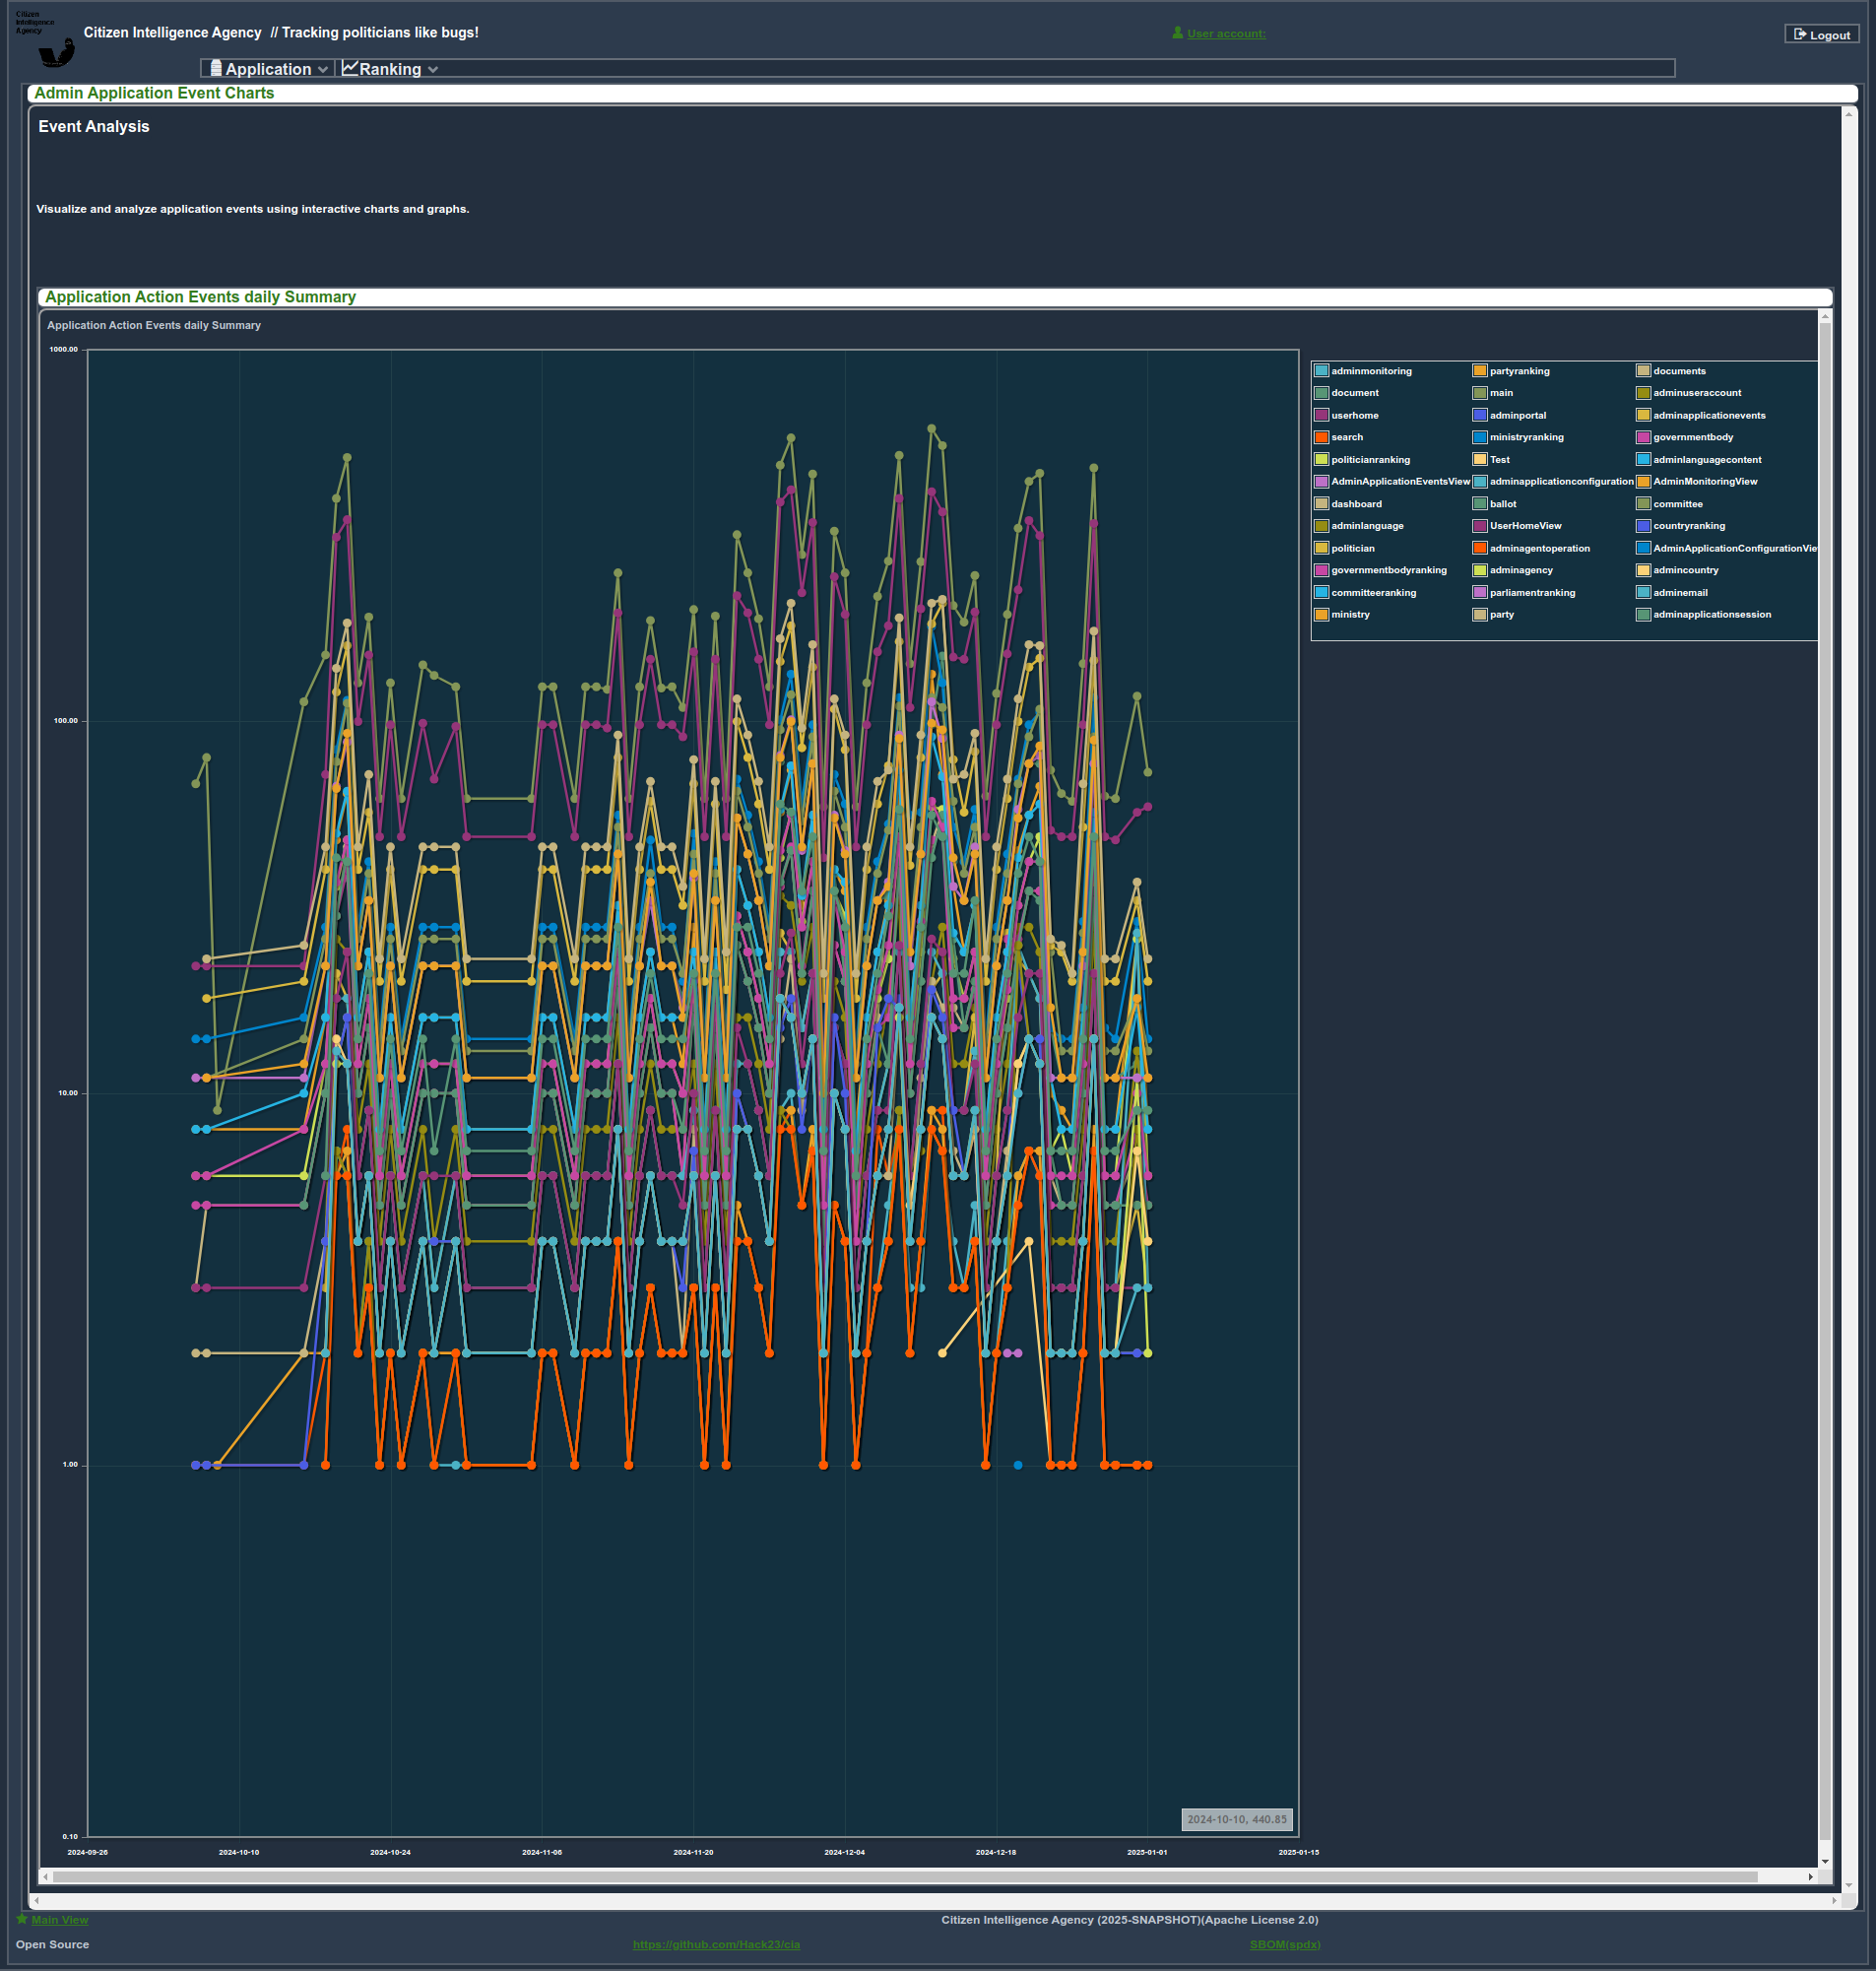 Citizen
Intelligence
Agency
Citizen Intelligence Agency // Tracking politicians like bugs!
User account:
Logout
Application
Ranking
Admin Application Event Charts
Event Analysis
Visualize and analyze application events using interactive charts and graphs.
Application Action Events daily Summary
Application Action Events daily Summary
1000.00
100.00
10.00
1.00
0.10
2024-09-26 2024-10-10 2024-10-24 2024-11-06 2024-11-20 2024-12-04 2024-12-18 2025-01-01 2025-01-15
2024-10-10, 440.85
adminmonitoring partyranking documents
document main adminuseraccount
userhome adminportal adminapplicationevents
search ministryranking governmentbody
politicianranking Test adminlanguagecontent
AdminApplicationEventsView adminapplicationconfiguration AdminMonitoringView
dashboard ballot committee
adminlanguage UserHomeView countryranking
politician adminagentoperation AdminApplicationConfigurationVie
governmentbodyranking adminagency admincountry
committeeranking parliamentranking adminemail
ministry party adminapplicationsession
Main View
Citizen Intelligence Agency (2025-SNAPSHOT)(Apache License 2.0)
Open Source
https://github.com/Hack23/cia
SBOM(spdx)